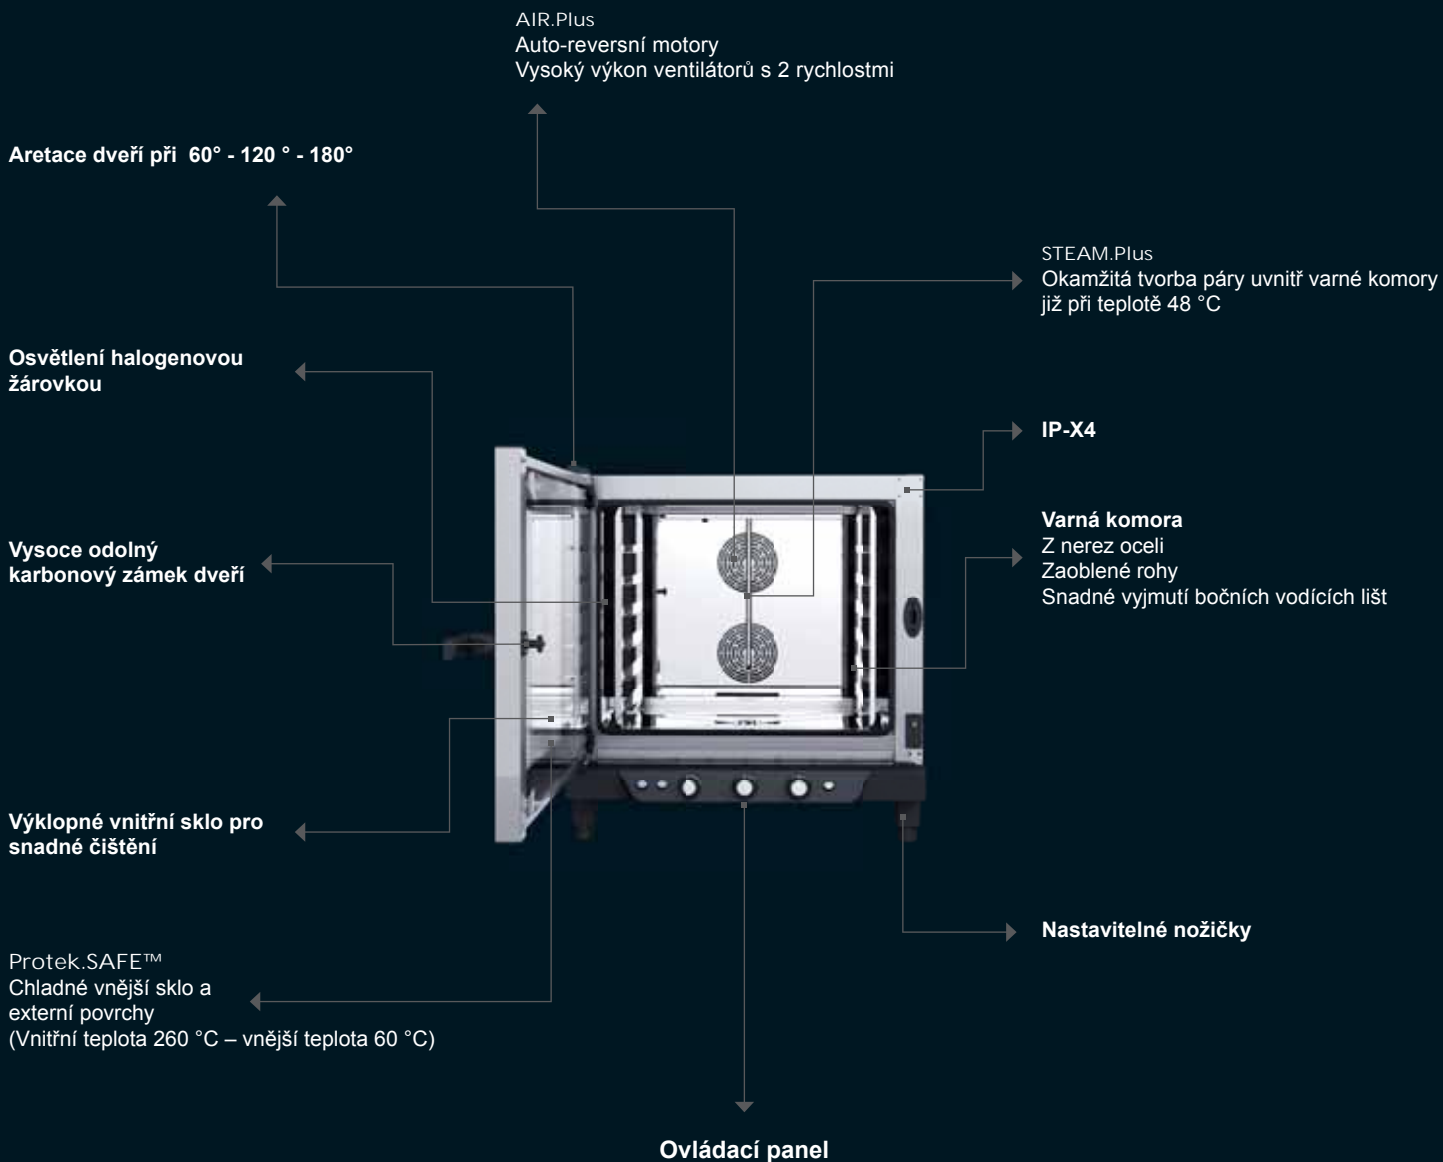 AIR.Plus
Auto-reversní motory
Vysoký výkon ventilátorů s 2 rychlostmi
Aretace dveří při 60° - 120 ° - 180°
STEAM.Plus
Okamžitá tvorba páry uvnitř varné komory
již při teplotě 48 °C
Osvětlení halogenovou
žárovkou
IP-X4
Varná komora
Z nerez oceli
Zaoblené rohy
Snadné vyjmutí bočních vodících lišt
Vysoce odolný
karbonový zámek dveří
Výklopné vnitřní sklo pro
snadné čištění
Nastavitelné nožičky
Protek.SAFE™
Chladné vnější sklo a
externí povrchy
(Vnitřní teplota 260 °C – vnější teplota 60 °C)
Ovládací panel